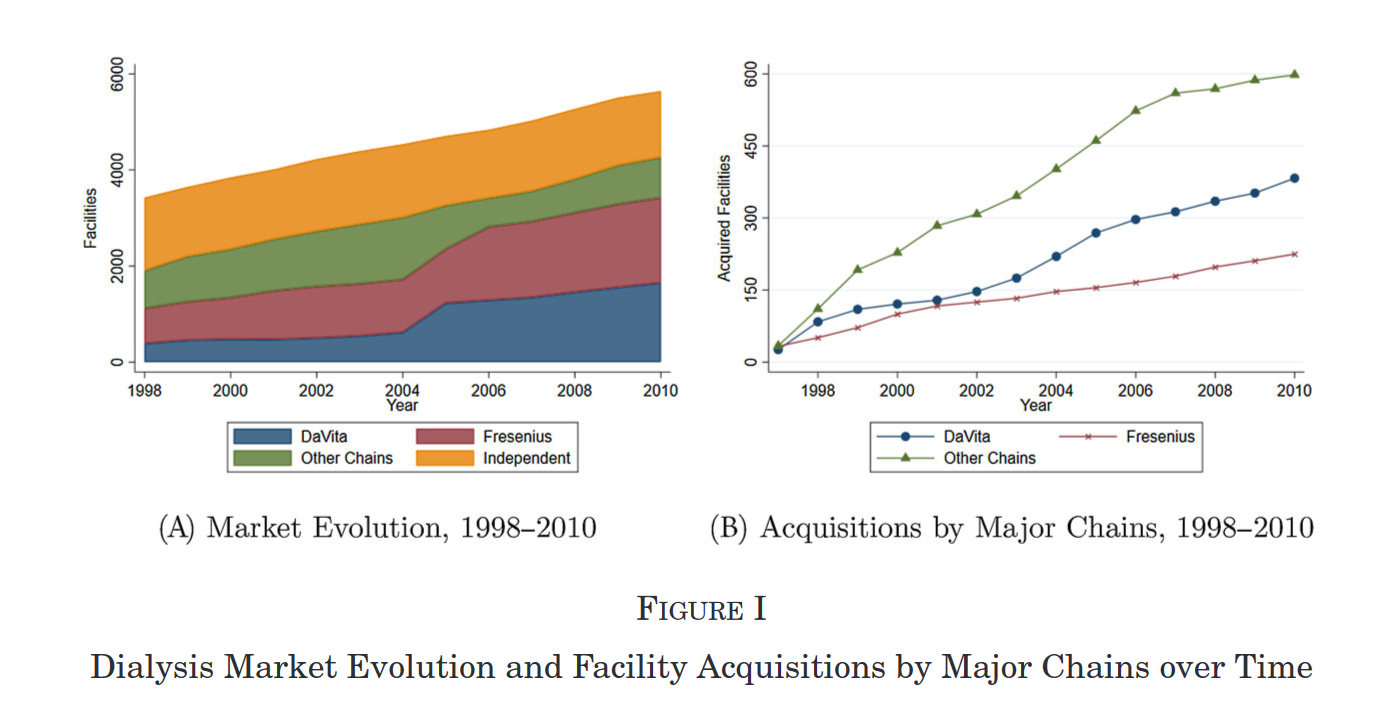 6000
4000
2000
0
Facilities
1998 2000 2002 2004 2006 2008 2010
Year
DaVita Fresenius
Other Chains Independent
(A) Market Evolution, 1998–2010
600
450
300
150
0
Acquired Facilities
1998 2000 2002 2004 2006 2008 2010
Year
DaVita Fresenius
Other Chains
(B) Acquisitions by Major Chains, 1998–2010
Figure I
Dialysis Market Evolution and Facility Acquisitions by Major Chains over Time